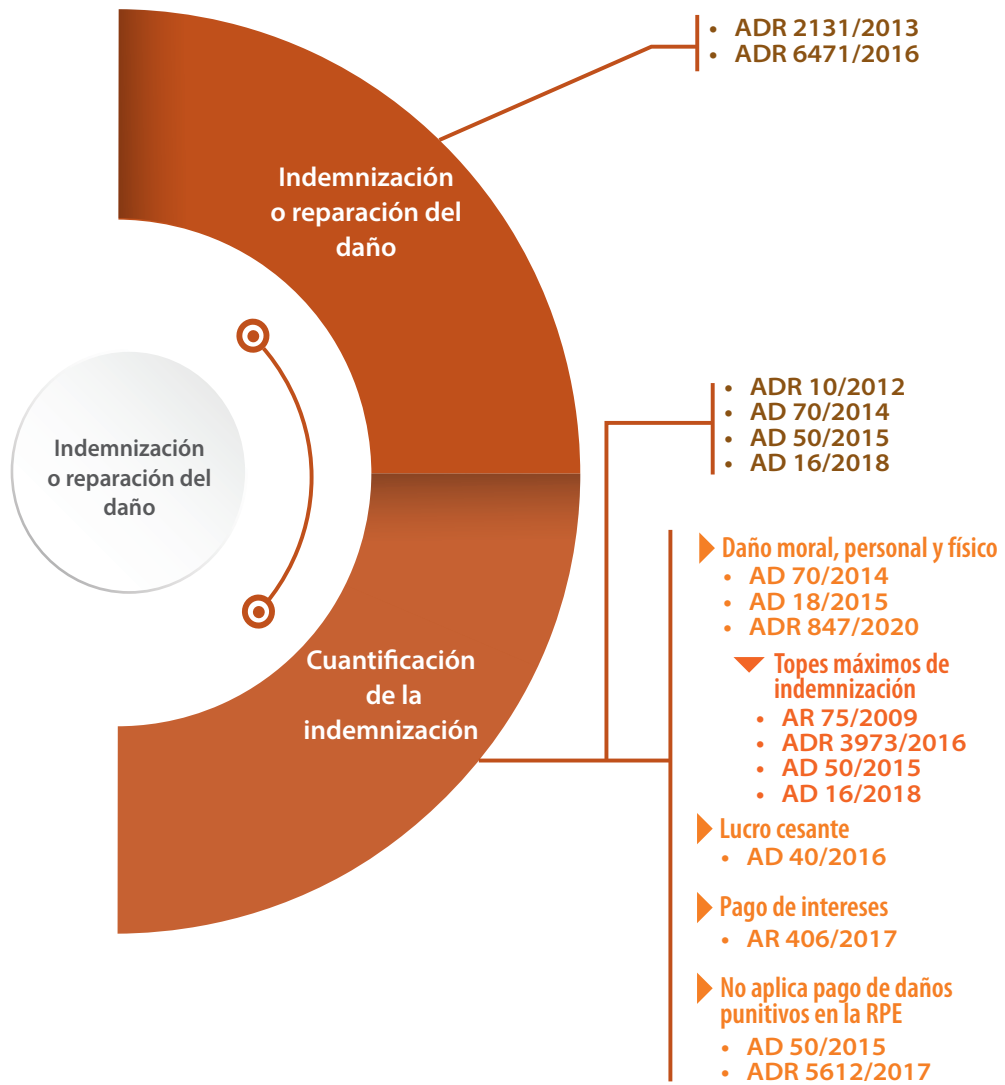 Indemnización
o reparación del
daño
Indemnización
o reparación del
daño
• ADR 2131/2013
• ADR 6471/2016
Cuantificación
de la
indemnización
• ADR 10/2012
• AD 70/2014
• AD 50/2015
• AD 16/2018
Daño moral, personal y físico
• AD 70/2014
• AD 18/2015
• ADR 847/2020
Topes máximos de
indemnización
• AR 75/2009
• ADR 3973/2016
• AD 50/2015
• AD 16/2018
Lucro cesante
• AD 40/2016
Pago de intereses
• AR 406/2017
No aplica pago de daños
punitivos en la RPE
• AD 50/2015
• ADR 5612/2017